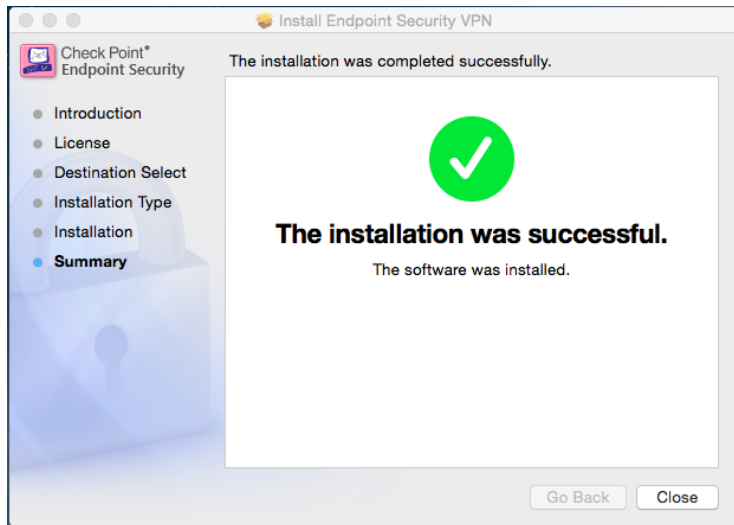 Install Endpoint Security VPN
Check Point®
Endpoint Security
The installation was completed successfully.
Introduction
License
Destination Select
Installation Type
Installation
Summary
The installation was successful.
The software was installed.
Go Back
Close